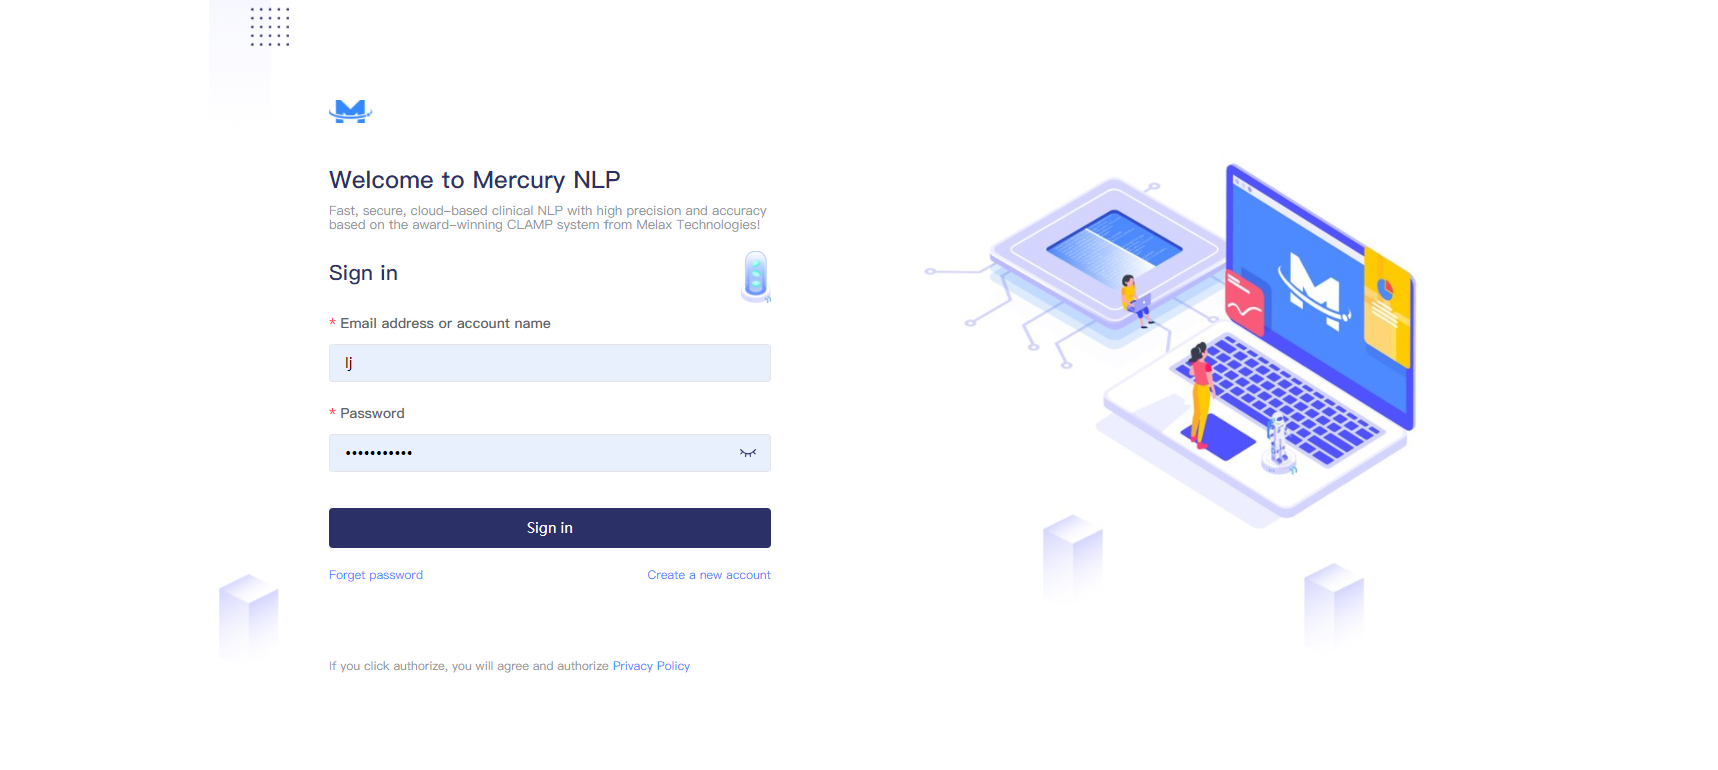 Welcome to Mercury NLP
Fast, secure, cloud-based clinical NLP with high precision and accuracy
based on the award-winning CLAMP system from Melax Technologies!
Sign in
* Email address or account name
lj
* Password
•••••••••••
Sign in
Forget password
Create a new account
If you click authorize, you will agree and authorize Privacy Policy